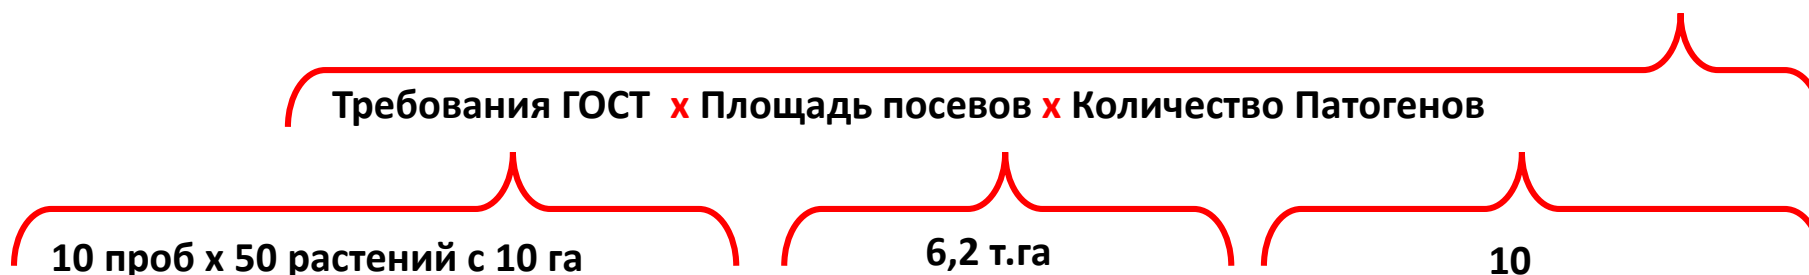 Требования ГОСТ х Площадь посевов х Количество Патогенов
10 проб х 50 растений с 10 га
6,2 т.га
10